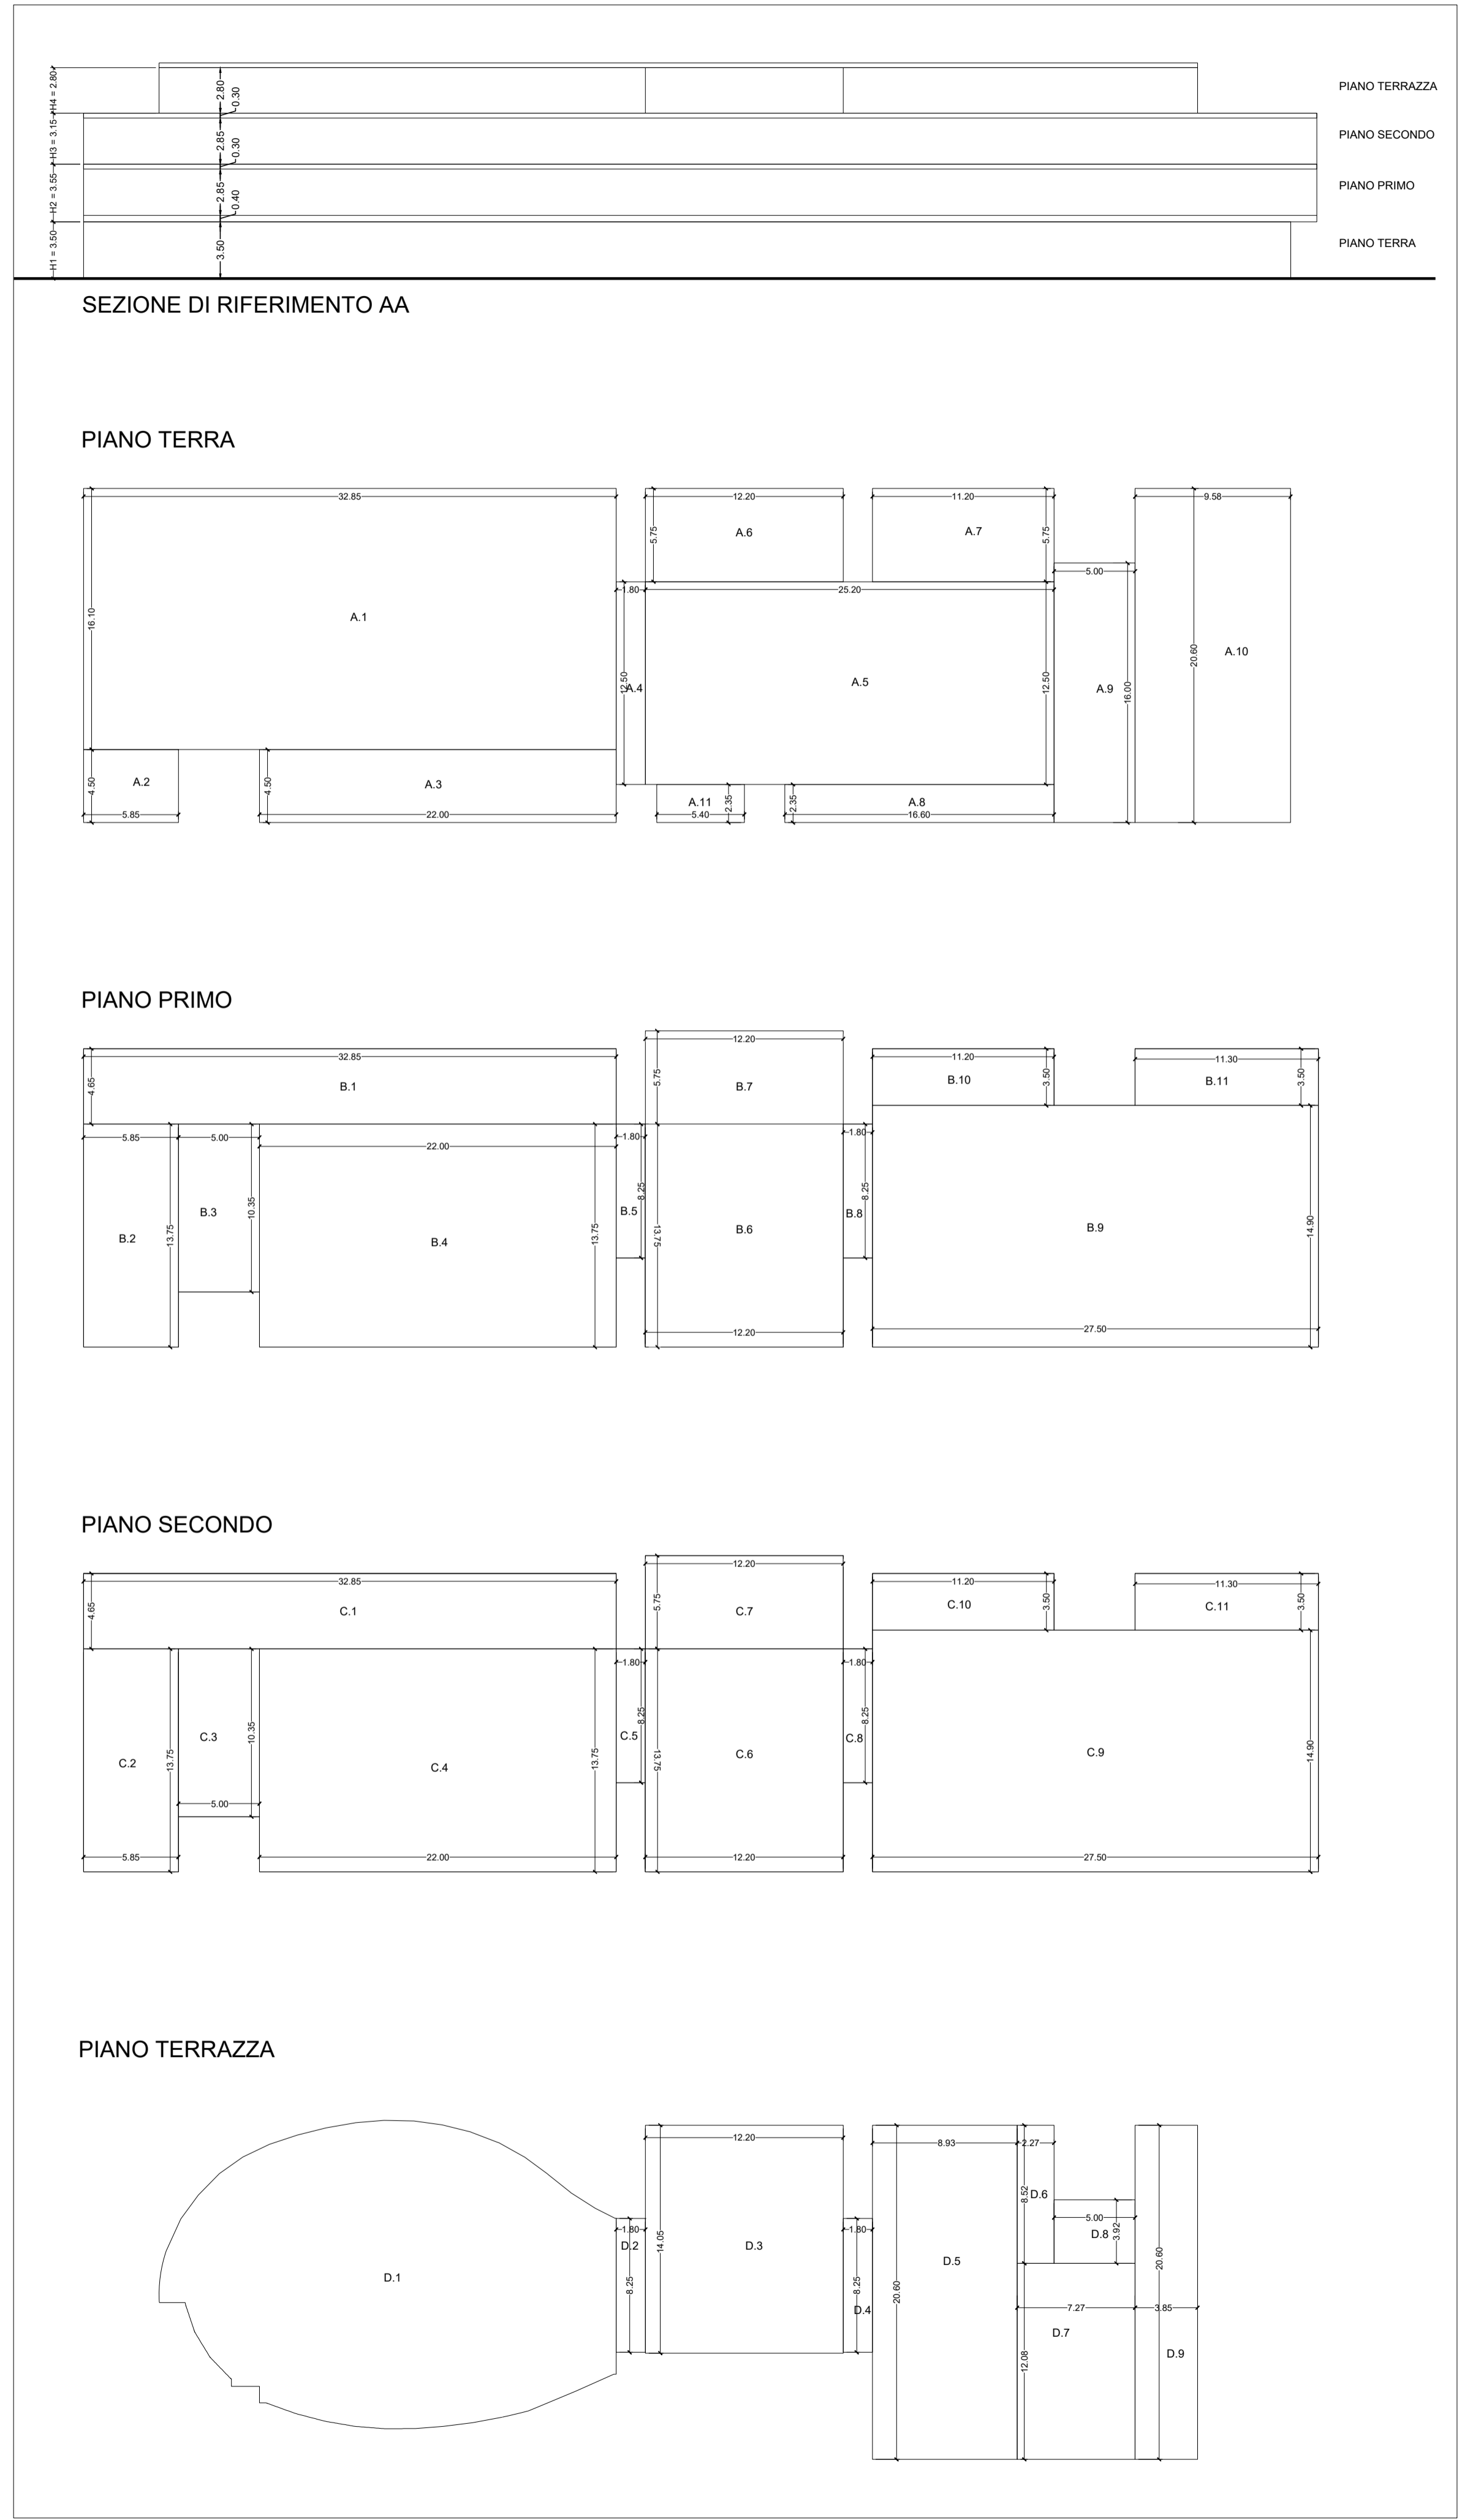 H4 = 2.80
2.80
0.30
PIANO TERRAZZA
H3 = 3.15
2.85
0.30
PIANO SECONDO
H2 = 3.55
2.85
0.40
PIANO PRIMO
H1 = 3.50
3.50
PIANO TERRA
SEZIONE DI RIFERIMENTO AA
PIANO TERRA
32.85
12.20
11.20
9.58
5.75
A.6
A.7
5.75
5.00
1.80
25.20
16.10
A.1
A.10
20.60
12.50
A.4
A.5
12.50
A.9
16.00
4.50
A.2
4.50
A.3
A.11
2.35
2.35
A.8
5.85
22.00
5.40
16.60
PIANO PRIMO
12.20
32.85
11.20
11.30
4.65
B.1
5.75
B.7
B.10
3.50
B.11
3.50
5.85
5.00
1.80
1.80
22.00
8.25
8.25
B.3
10.35
B.5
B.8
B.2
13.75
B.4
13.75
13.75
B.6
B.9
14.90
12.20
27.50
PIANO SECONDO
12.20
32.85
11.20
11.30
4.65
C.1
5.75
C.7
C.10
3.50
C.11
3.50
1.80
1.80
8.25
8.25
C.3
10.35
C.5
C.8
C.2
13.75
C.4
13.75
13.75
C.6
C.9
14.90
5.00
5.85
22.00
12.20
27.50
PIANO TERRAZZA
12.20
8.93
2.27
8.52
D.6
5.00
1.80
1.80
D.8
3.92
D.2
14.05
D.3
D.5
20.60
D.1
8.25
8.25
20.60
D.4
7.27
3.85
D.7
12.08
D.9